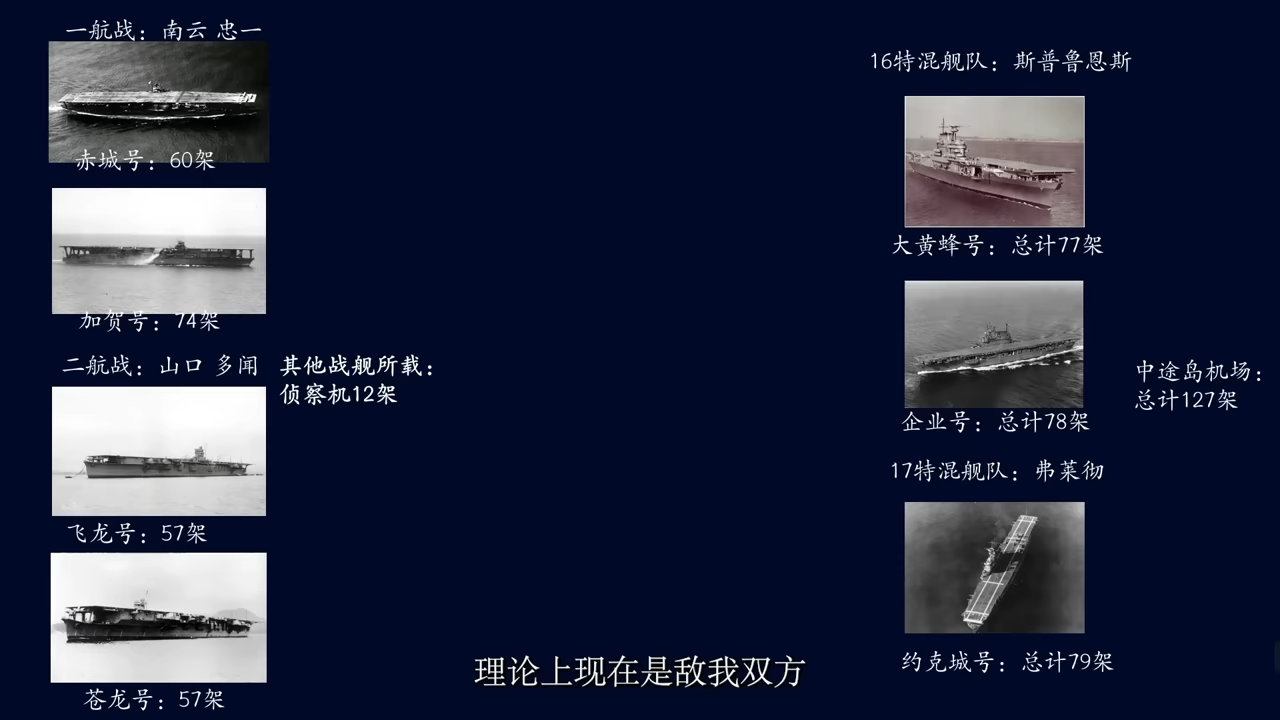 一航战：南云 忠一
赤城号：60架
加贺号：74架
二航战：山口 多闻
其他战舰所载：
侦察机12架
飞龙号：57架
苍龙号：57架
16特混舰队：斯普鲁恩斯
大黄蜂号：总计77架
企业号：总计78架
中途岛机场：
总计127架
17特混舰队：弗莱彻
约克城号：总计79架
理论上现在是敌我双方